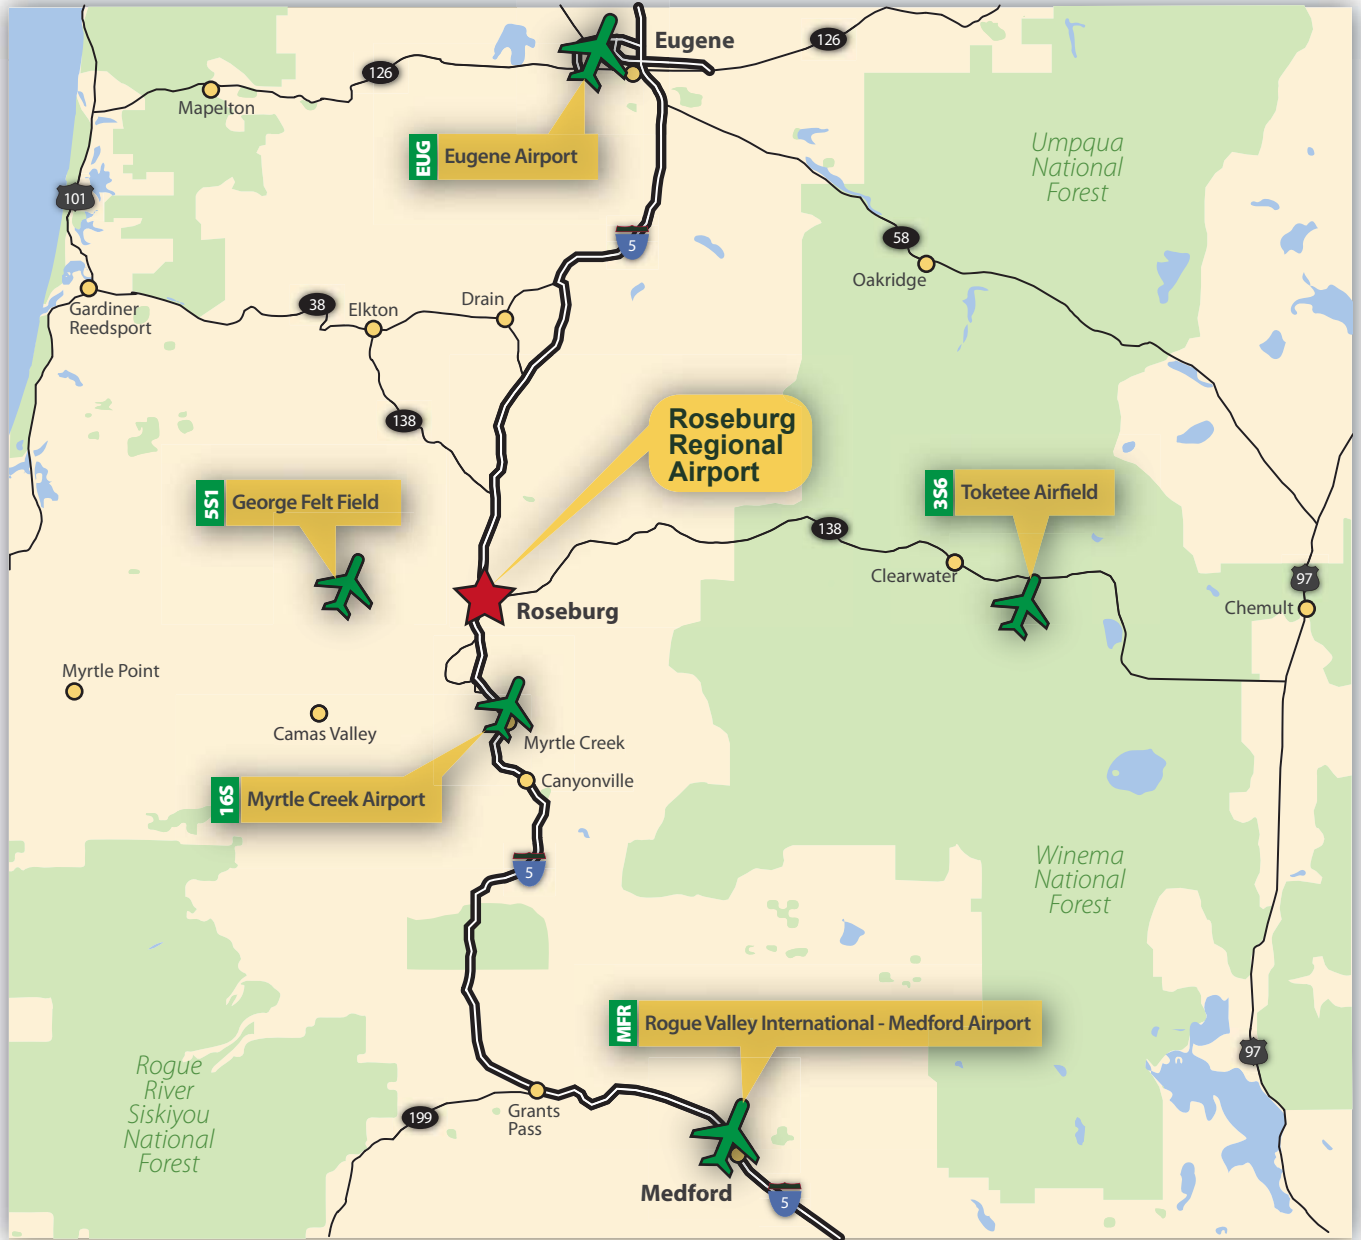 Eugene
126
126
Mapelton
EUG
Eugene Airport
Umpqua
National
Forest
101
5
58
Oakridge
Gardiner
Reedsport
38
Elkton
Drain
138
Roseburg
Regional
Airport
5S1
George Felt Field
3S6
Toketee Airfield
138
Clearwater
97
Chemult
Roseburg
Myrtle Point
Camas Valley
Myrtle Creek
Canyonville
16S
Myrtle Creek Airport
5
Winema
National
Forest
MFR
Rogue Valley International - Medford Airport
97
Rogue
River
Siskiyou
National
Forest
199
Grants
Pass
Medford
5